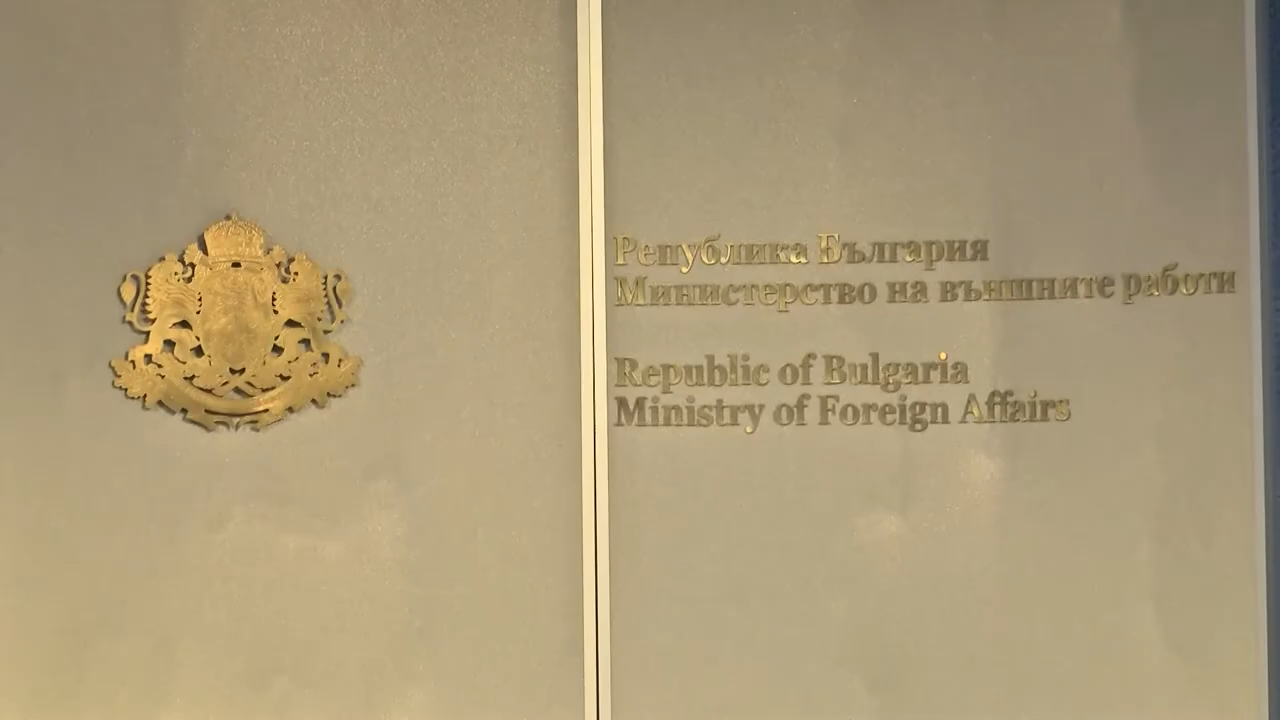 Република България
Министерство на външните работи
Republic of Bulgaria
Ministry of Foreign Affairs